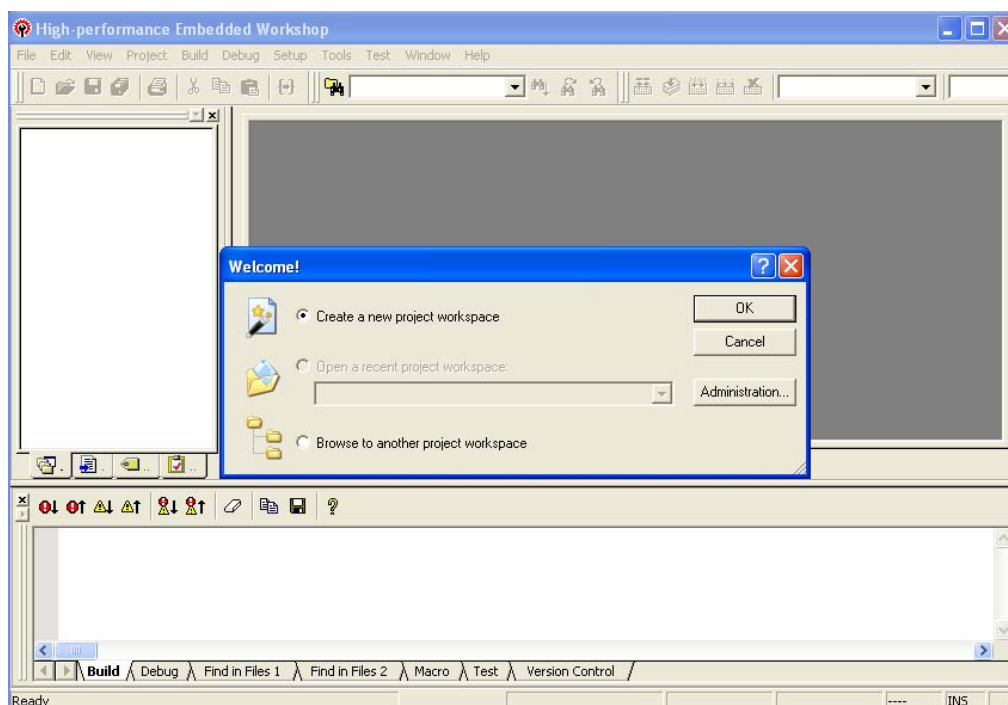 High-performance Embedded Workshop
File Edit View Project Build Debug Setup Tools Test Window Help
Welcome!
Create a new project workspace
OK
Cancel
Open a recent project workspace:
Administration...
Browse to another project workspace
Build Debug Find in Files 1 Find in Files 2 Macro Test Version Control
Ready ---- INS